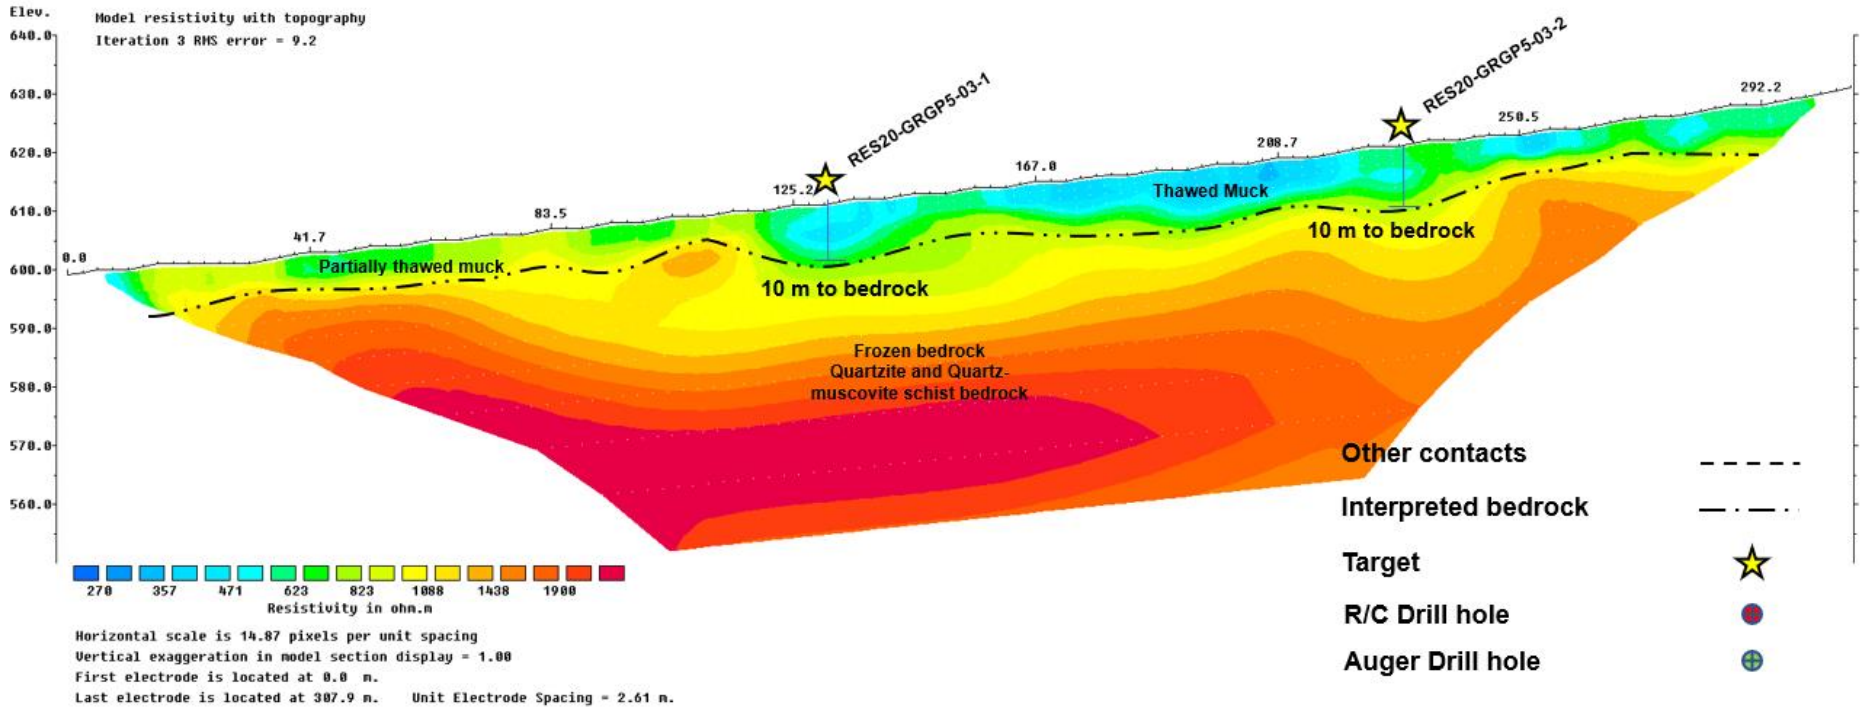 Elev.
Model resistivity with topography
Iteration 3 RMS error = 9.2
640.0
630.0
620.0
610.0
600.0
590.0
580.0
570.0
560.0
0.0
41.7
83.5
125.2
167.0
208.7
250.5
292.2
RES20-GRGP5-03-1
RES20-GRGP5-03-2
Thawed Muck
Partially thawed muck
10 m to bedrock
10 m to bedrock
Frozen bedrock
Quartzite and Quartz-
muscovite schist bedrock
Other contacts
Interpreted bedrock
Target
R/C Drill hole
Auger Drill hole
270 357 471 623 823 1088 1438 1900
Resistivity in ohm.m
Horizontal scale is 14.87 pixels per unit spacing
Vertical exaggeration in model section display = 1.00
First electrode is located at 0.0 m.
Last electrode is located at 307.9 m. Unit Electrode Spacing = 2.61 m.